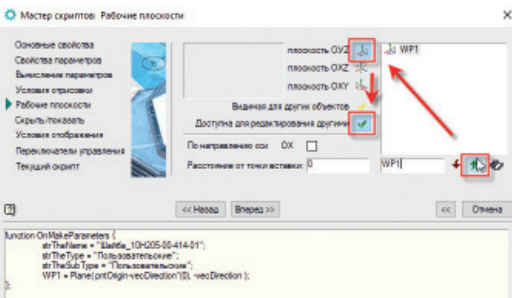 Мастер скриптов: Рабочие плоскости
Основные свойства
Свойства параметров
Вычисление параметров
Условия отрисовки
Рабочие плоскости
Скрыть/показать
Условия отображения
Переключатели управления
Текущий скрипт
плоскость OYZ
плоскость OXZ
плоскость OXY
Видимая для других объектов
Доступна для редактирования другими
По направлению оси OX
Расстояние от точки вставки: 0
WP1
WP1
<< Назад
Вперед >>
<<
Отмена
function OnMakeParameters {
strTheName = "Шайба_10Н205-00-414-01";
strTheType = "Пользовательские";
strTheSubType = "Пользовательские";
WP1 = Plane(pntOrigin-vecDirection*(0), -vecDirection );
};